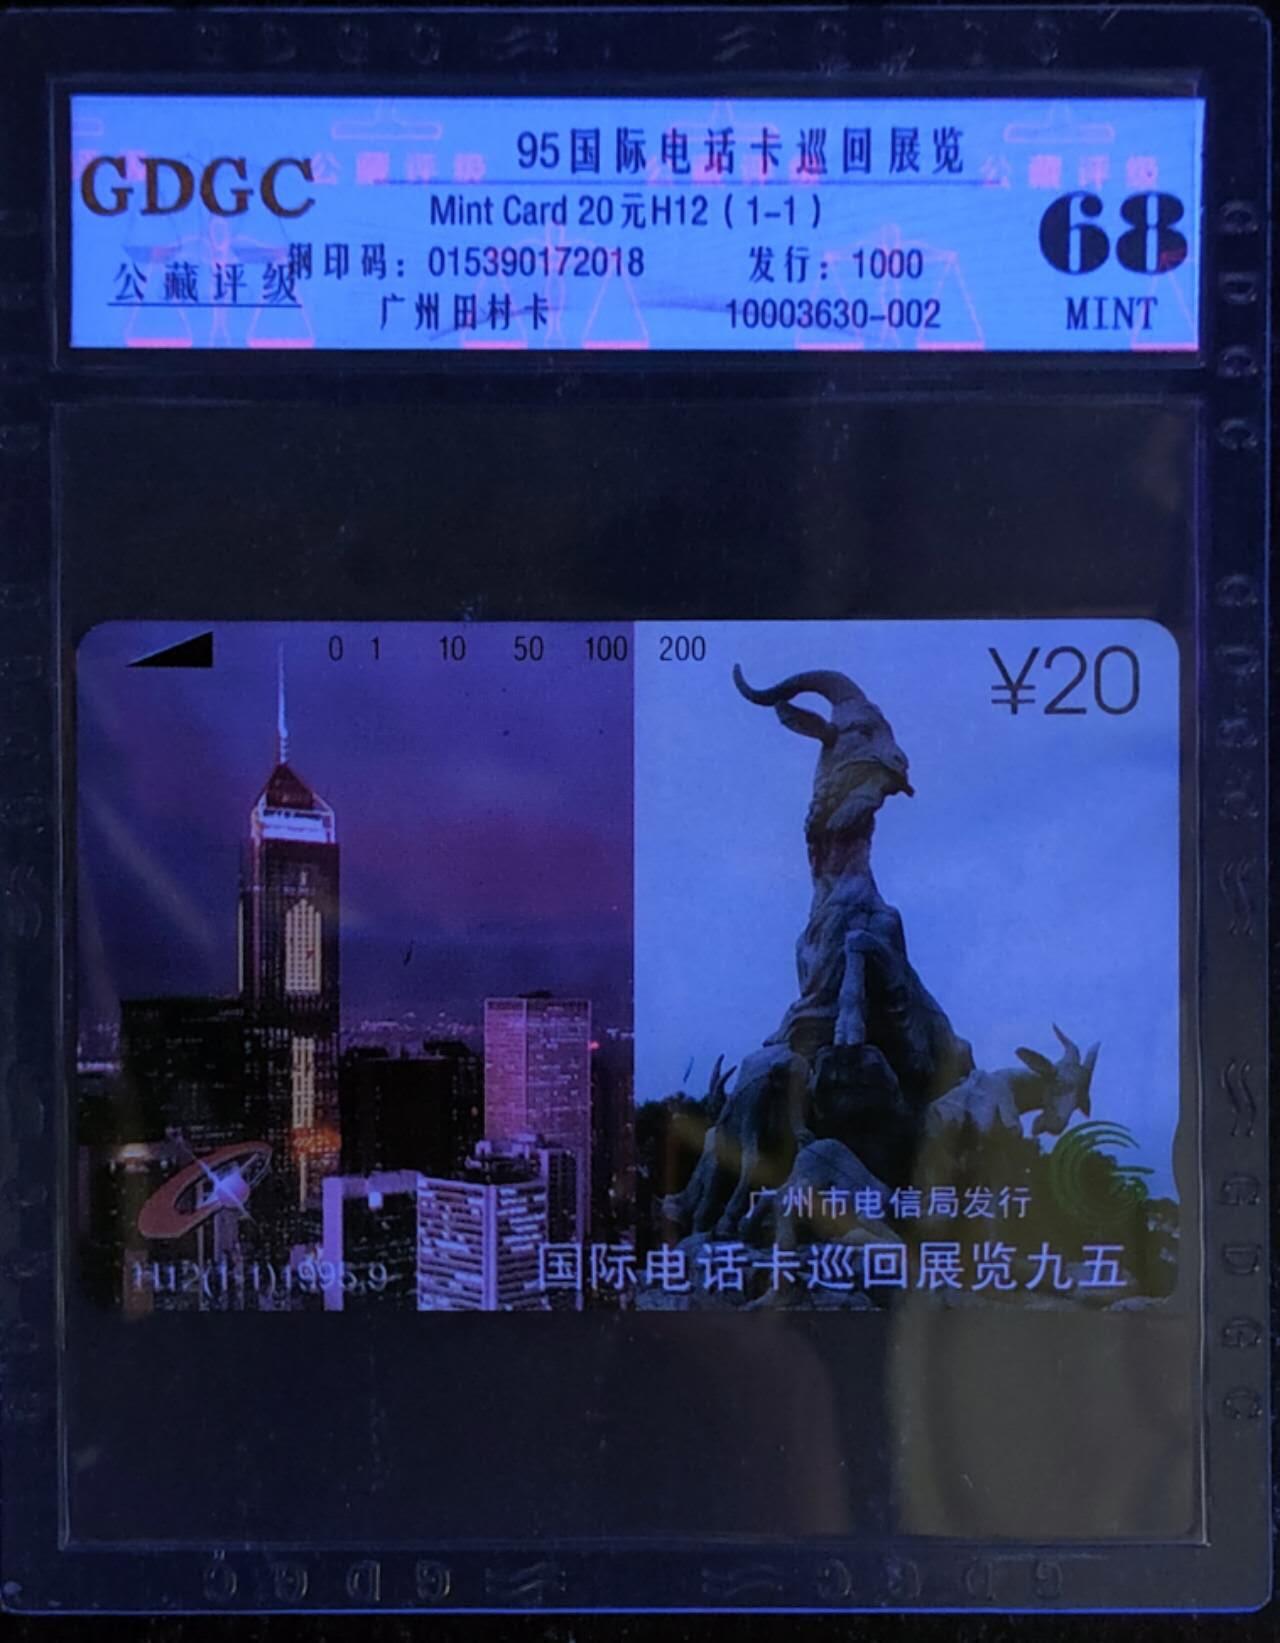 95国际电话卡巡回展览
GDGC
Mint Card 20元H12（1-1）
68
公藏评级
钢印码：015390172018
发行：1000
广州田村卡
10003630-002
MINT
0 1 10 50 100 200
¥20
广州市电信局发行
国际电话卡巡回展览九五
H12(1-1)1995.9